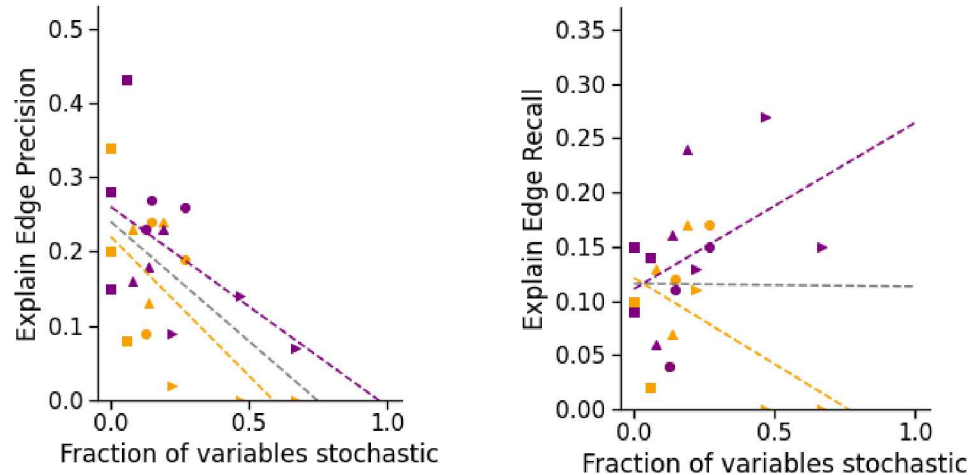 Explain Edge Precision
0.5
0.4
0.3
0.2
0.1
0.0
0.0 0.5 1.0
Fraction of variables stochastic
Explain Edge Recall
0.35
0.30
0.25
0.20
0.15
0.10
0.05
0.00
0.0 0.5 1.0
Fraction of variables stochastic